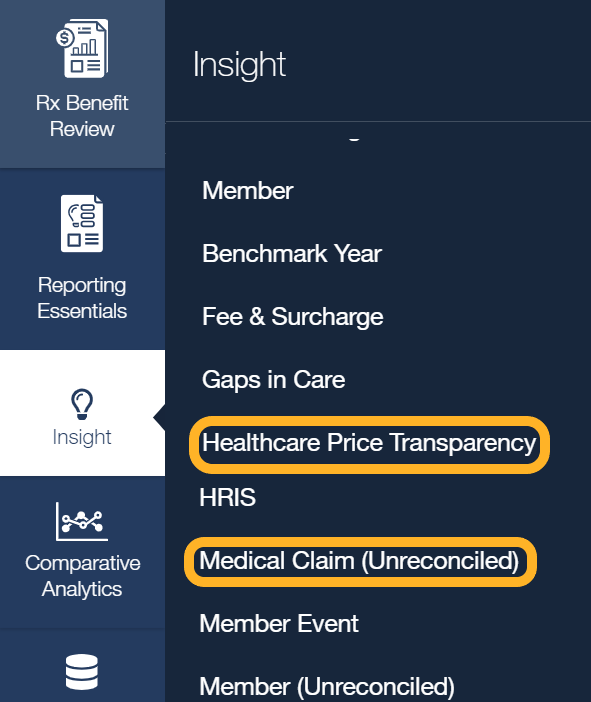 Rx Benefit
Review
Reporting
Essentials
Insight
Comparative
Analytics
Insight
Member
Benchmark Year
Fee & Surcharge
Gaps in Care
Healthcare Price Transparency
HRIS
Medical Claim (Unreconciled)
Member Event
Member (Unreconciled)